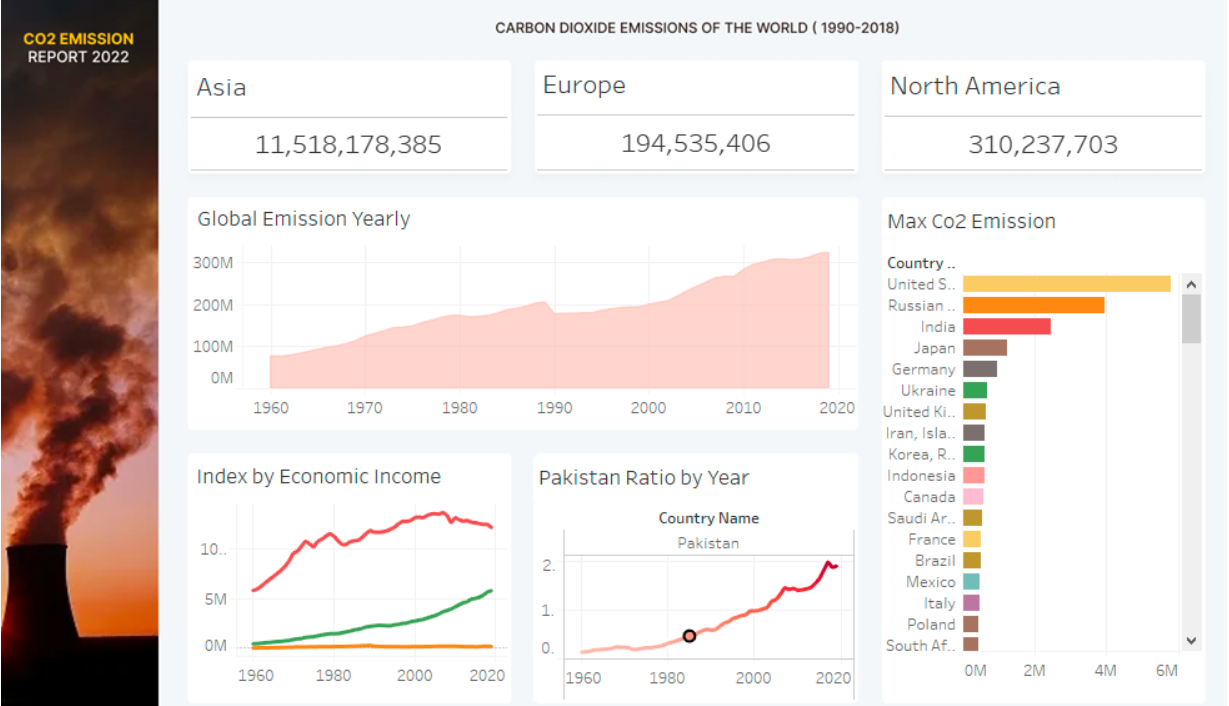 CO2 EMISSION
REPORT 2022
CARBON DIOXIDE EMISSIONS OF THE WORLD ( 1990-2018)
Asia
11,518,178,385
Europe
194,535,406
North America
310,237,703
Global Emission Yearly
300M
200M
100M
0M
1960 1970 1980 1990 2000 2010 2020
Max Co2 Emission
Country ..
United S..
Russian ..
India
Japan
Germany
Ukraine
United Ki..
Iran, Isla..
Korea, R..
Indonesia
Canada
Saudi Ar..
France
Brazil
Mexico
Italy
Poland
South Af..
0M 2M 4M 6M
Index by Economic Income
10..
5M
0M
1960 1980 2000 2020
Pakistan Ratio by Year
Country Name
Pakistan
2.
1.
0.
1960 1980 2000 2020